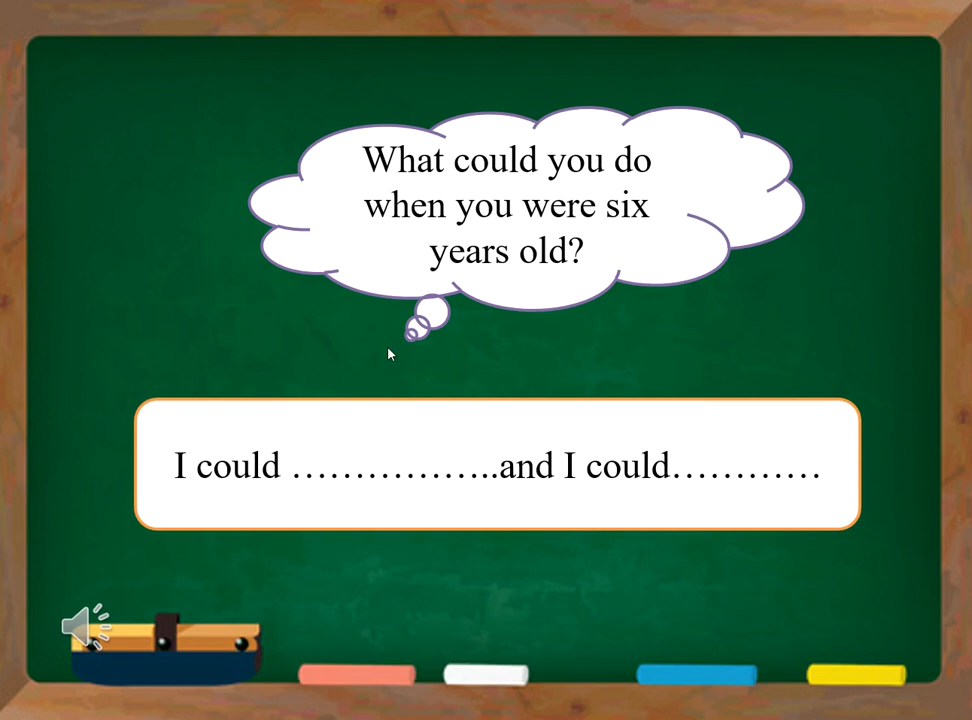 What could you do
when you were six
years old?
I could ……………..and I could…………